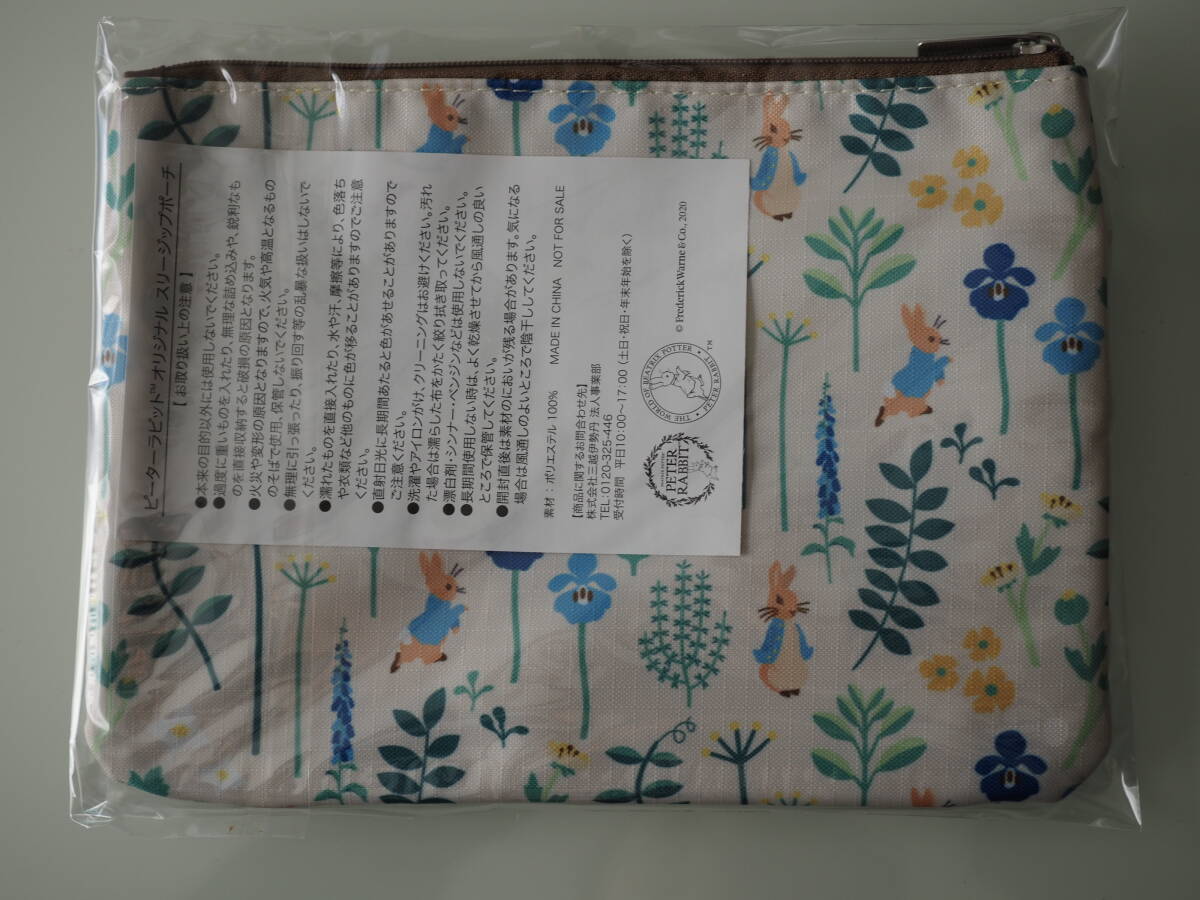 ピーターラビット™オリジナル スリージップポーチ
【お取り扱い上の注意】
●本来の目的以外には使用しないでください。
●過度に重いものを入れたり、無理な詰め込みや、鋭利なも
のを直接収納すると破損の原因となります。
●火災や変形の原因となりますので、火気や高温となるもの
のそばで使用、保管しないでください。
●無理に引っ張ったり、振り回す等の乱暴な扱いはしないで
ください。
●濡れたものを直接入れたり、水や汗、摩擦等により、色落ち
や衣類など他のものに色が移ることがありますのでご注意
ください。
●直射日光に長期間あたると色があせることがありますので
ご注意ください。
●洗濯やアイロンがけ、クリーニングはお避けください。汚れ
た場合は濡らした布をかたく絞り拭き取ってください。
●漂白剤・シンナー・ベンジンなどは使用しないでください。
●長期間使用しない時は、よく乾燥させてから風通しの良い
ところで保管してください。
●開封直後は素材のにおいが残る場合があります。気になる
場合は風通しのよいところで陰干ししてください。
素材：ポリエステル100% MADE IN CHINA NOT FOR SALE
【商品に関するお問合わせ先】
株式会社三越伊勢丹 法人事業部
TEL:0120-325-446
受付時間 平日10:00～17:00（土日・祝日・年末年始を除く）
PETER
RABBIT
THE WORLD OF BEATRIX POTTER • PETER RABBIT • ™
© Frederick Warne & Co., 2020